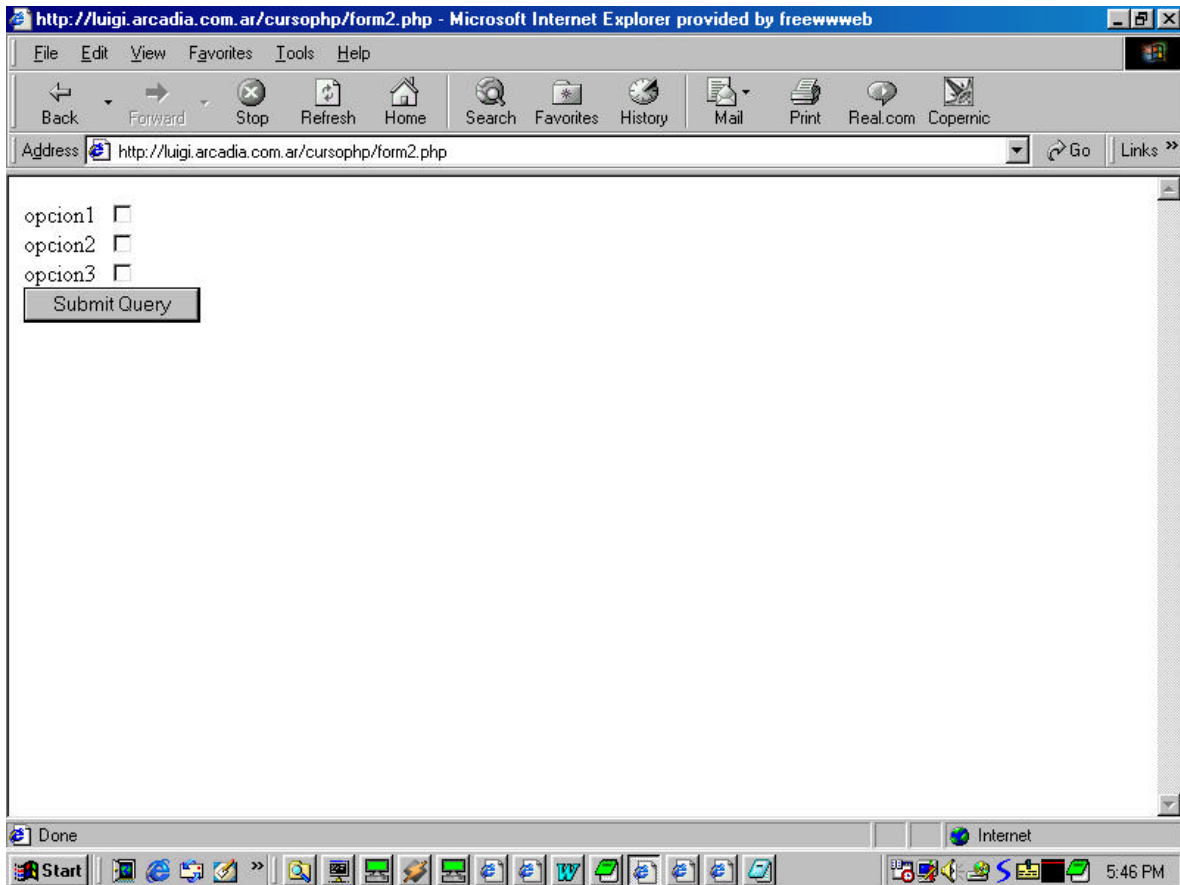 http://luigi.arcadia.com.ar/cursophp/form2.php - Microsoft Internet Explorer provided by freewwweb
File Edit View Favorites Tools Help
Back Forward Stop Refresh Home Search Favorites History Mail Print Real.com Copernic
Address http://luigi.arcadia.com.ar/cursophp/form2.php Go Links »
opcion1
opcion2
opcion3
Submit Query
Done Internet
Start » 5:46 PM